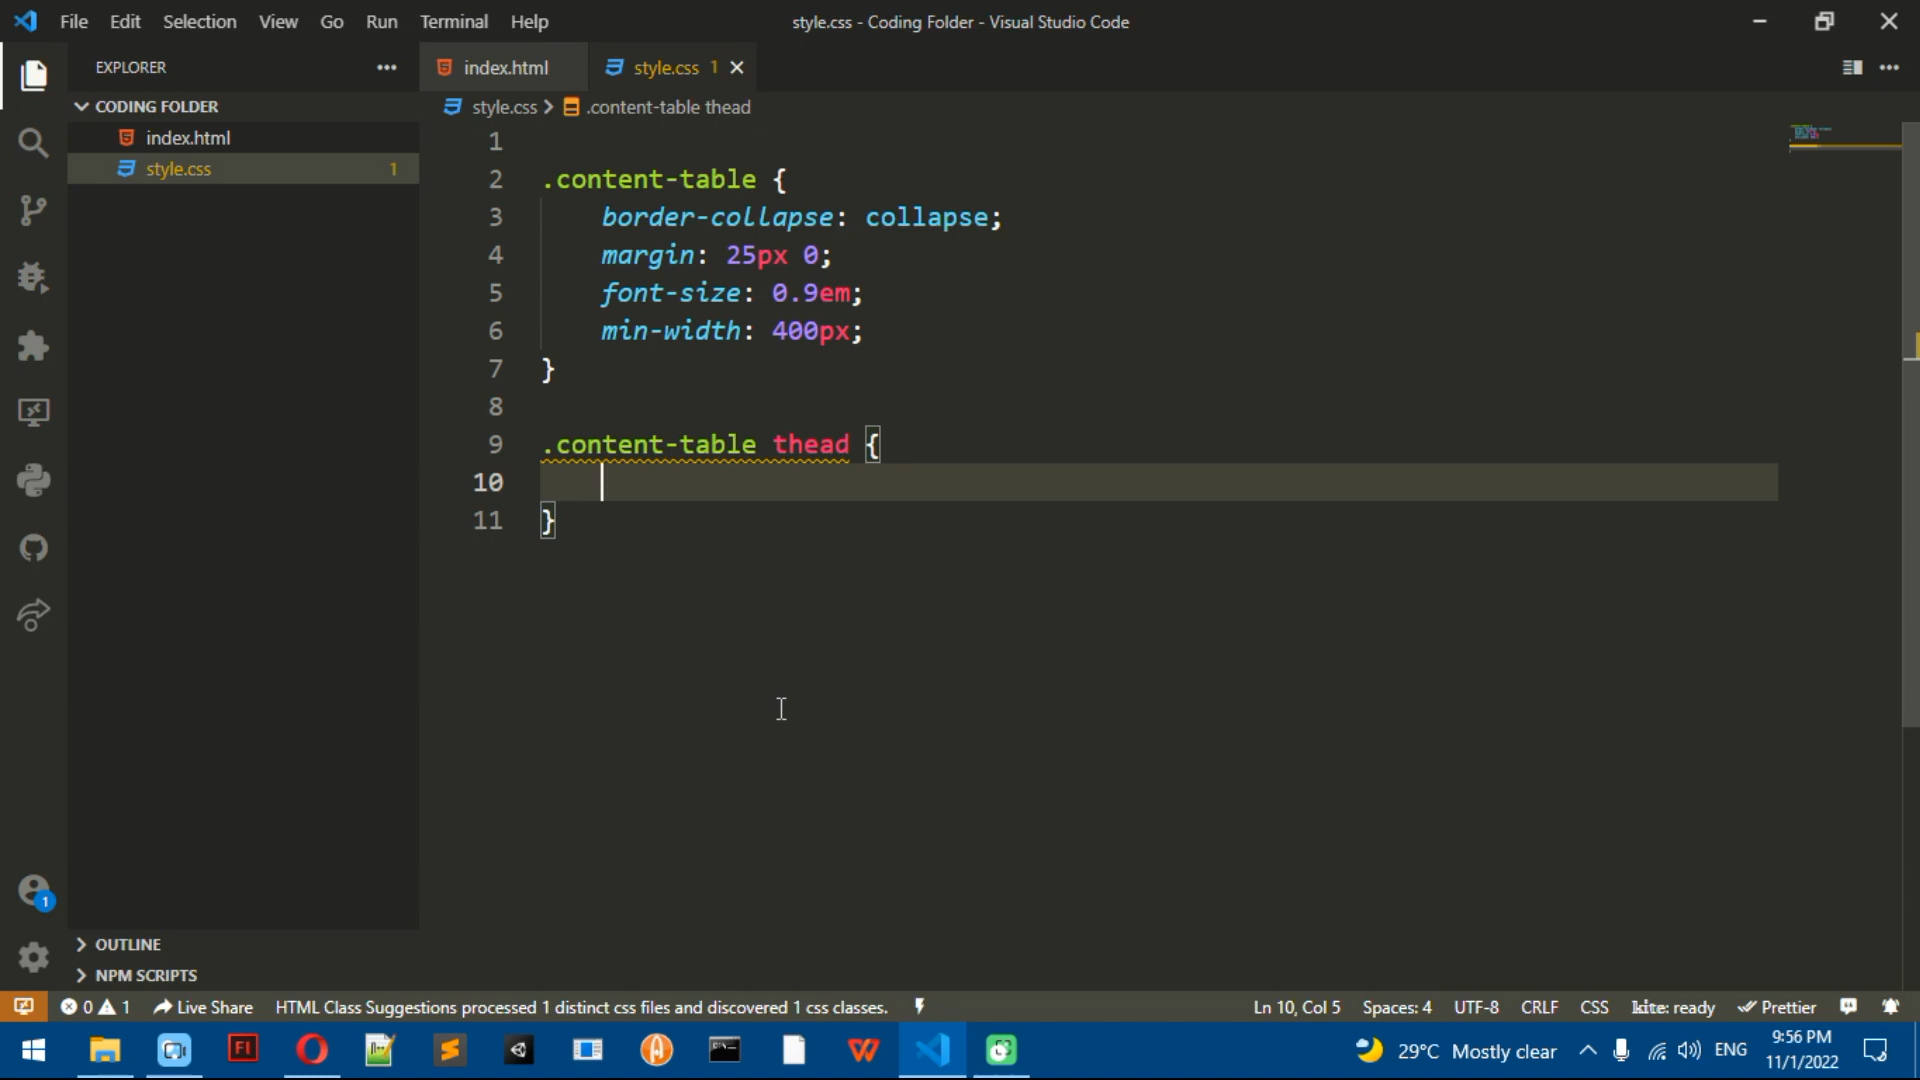 File Edit Selection View Go Run Terminal Help
style.css - Coding Folder - Visual Studio Code
EXPLORER
index.html
style.css 1
CODING FOLDER
style.css > .content-table thead
index.html
style.css 1
1
2 .content-table {
3 border-collapse: collapse;
4 margin: 25px 0;
5 font-size: 0.9em;
6 min-width: 400px;
7 }
8
9 .content-table thead {
10
11 }
1
OUTLINE
NPM SCRIPTS
0 1 Live Share HTML Class Suggestions processed 1 distinct css files and discovered 1 css classes.
Ln 10, Col 5 Spaces: 4 UTF-8 CRLF CSS kite: ready Prettier
Fl
29°C Mostly clear ENG
9:56 PM
11/1/2022